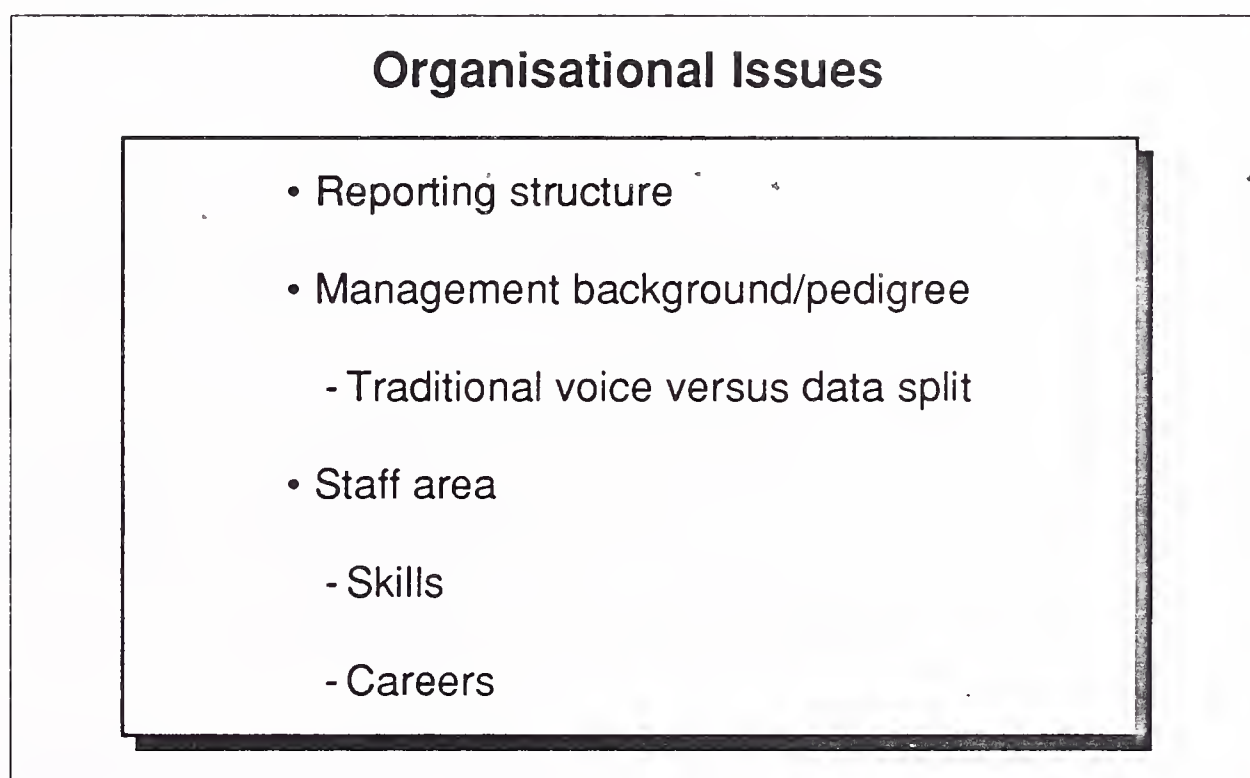 Organisational Issues
• Reporting structure
• Management background/pedigree
- Traditional voice versus data split
• Staff area
- Skills
- Careers